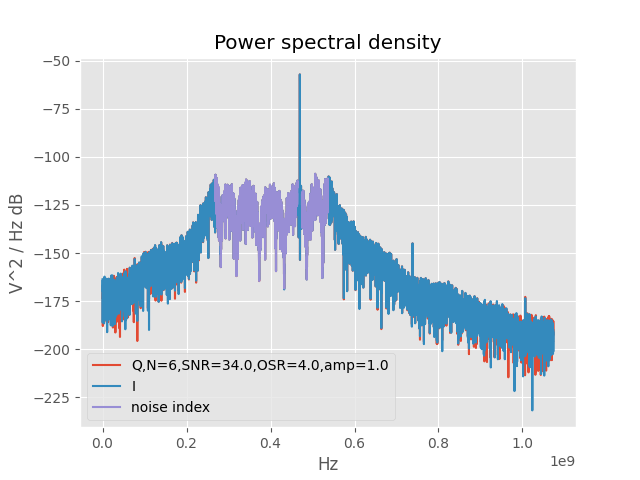 Power spectral density
−50
−75
−100
−125
−150
−175
−200
−225
V^2 / Hz dB
Q,N=6,SNR=34.0,OSR=4.0,amp=1.0
I
noise index
0.0 0.2 0.4 0.6 0.8 1.0
1e9
Hz